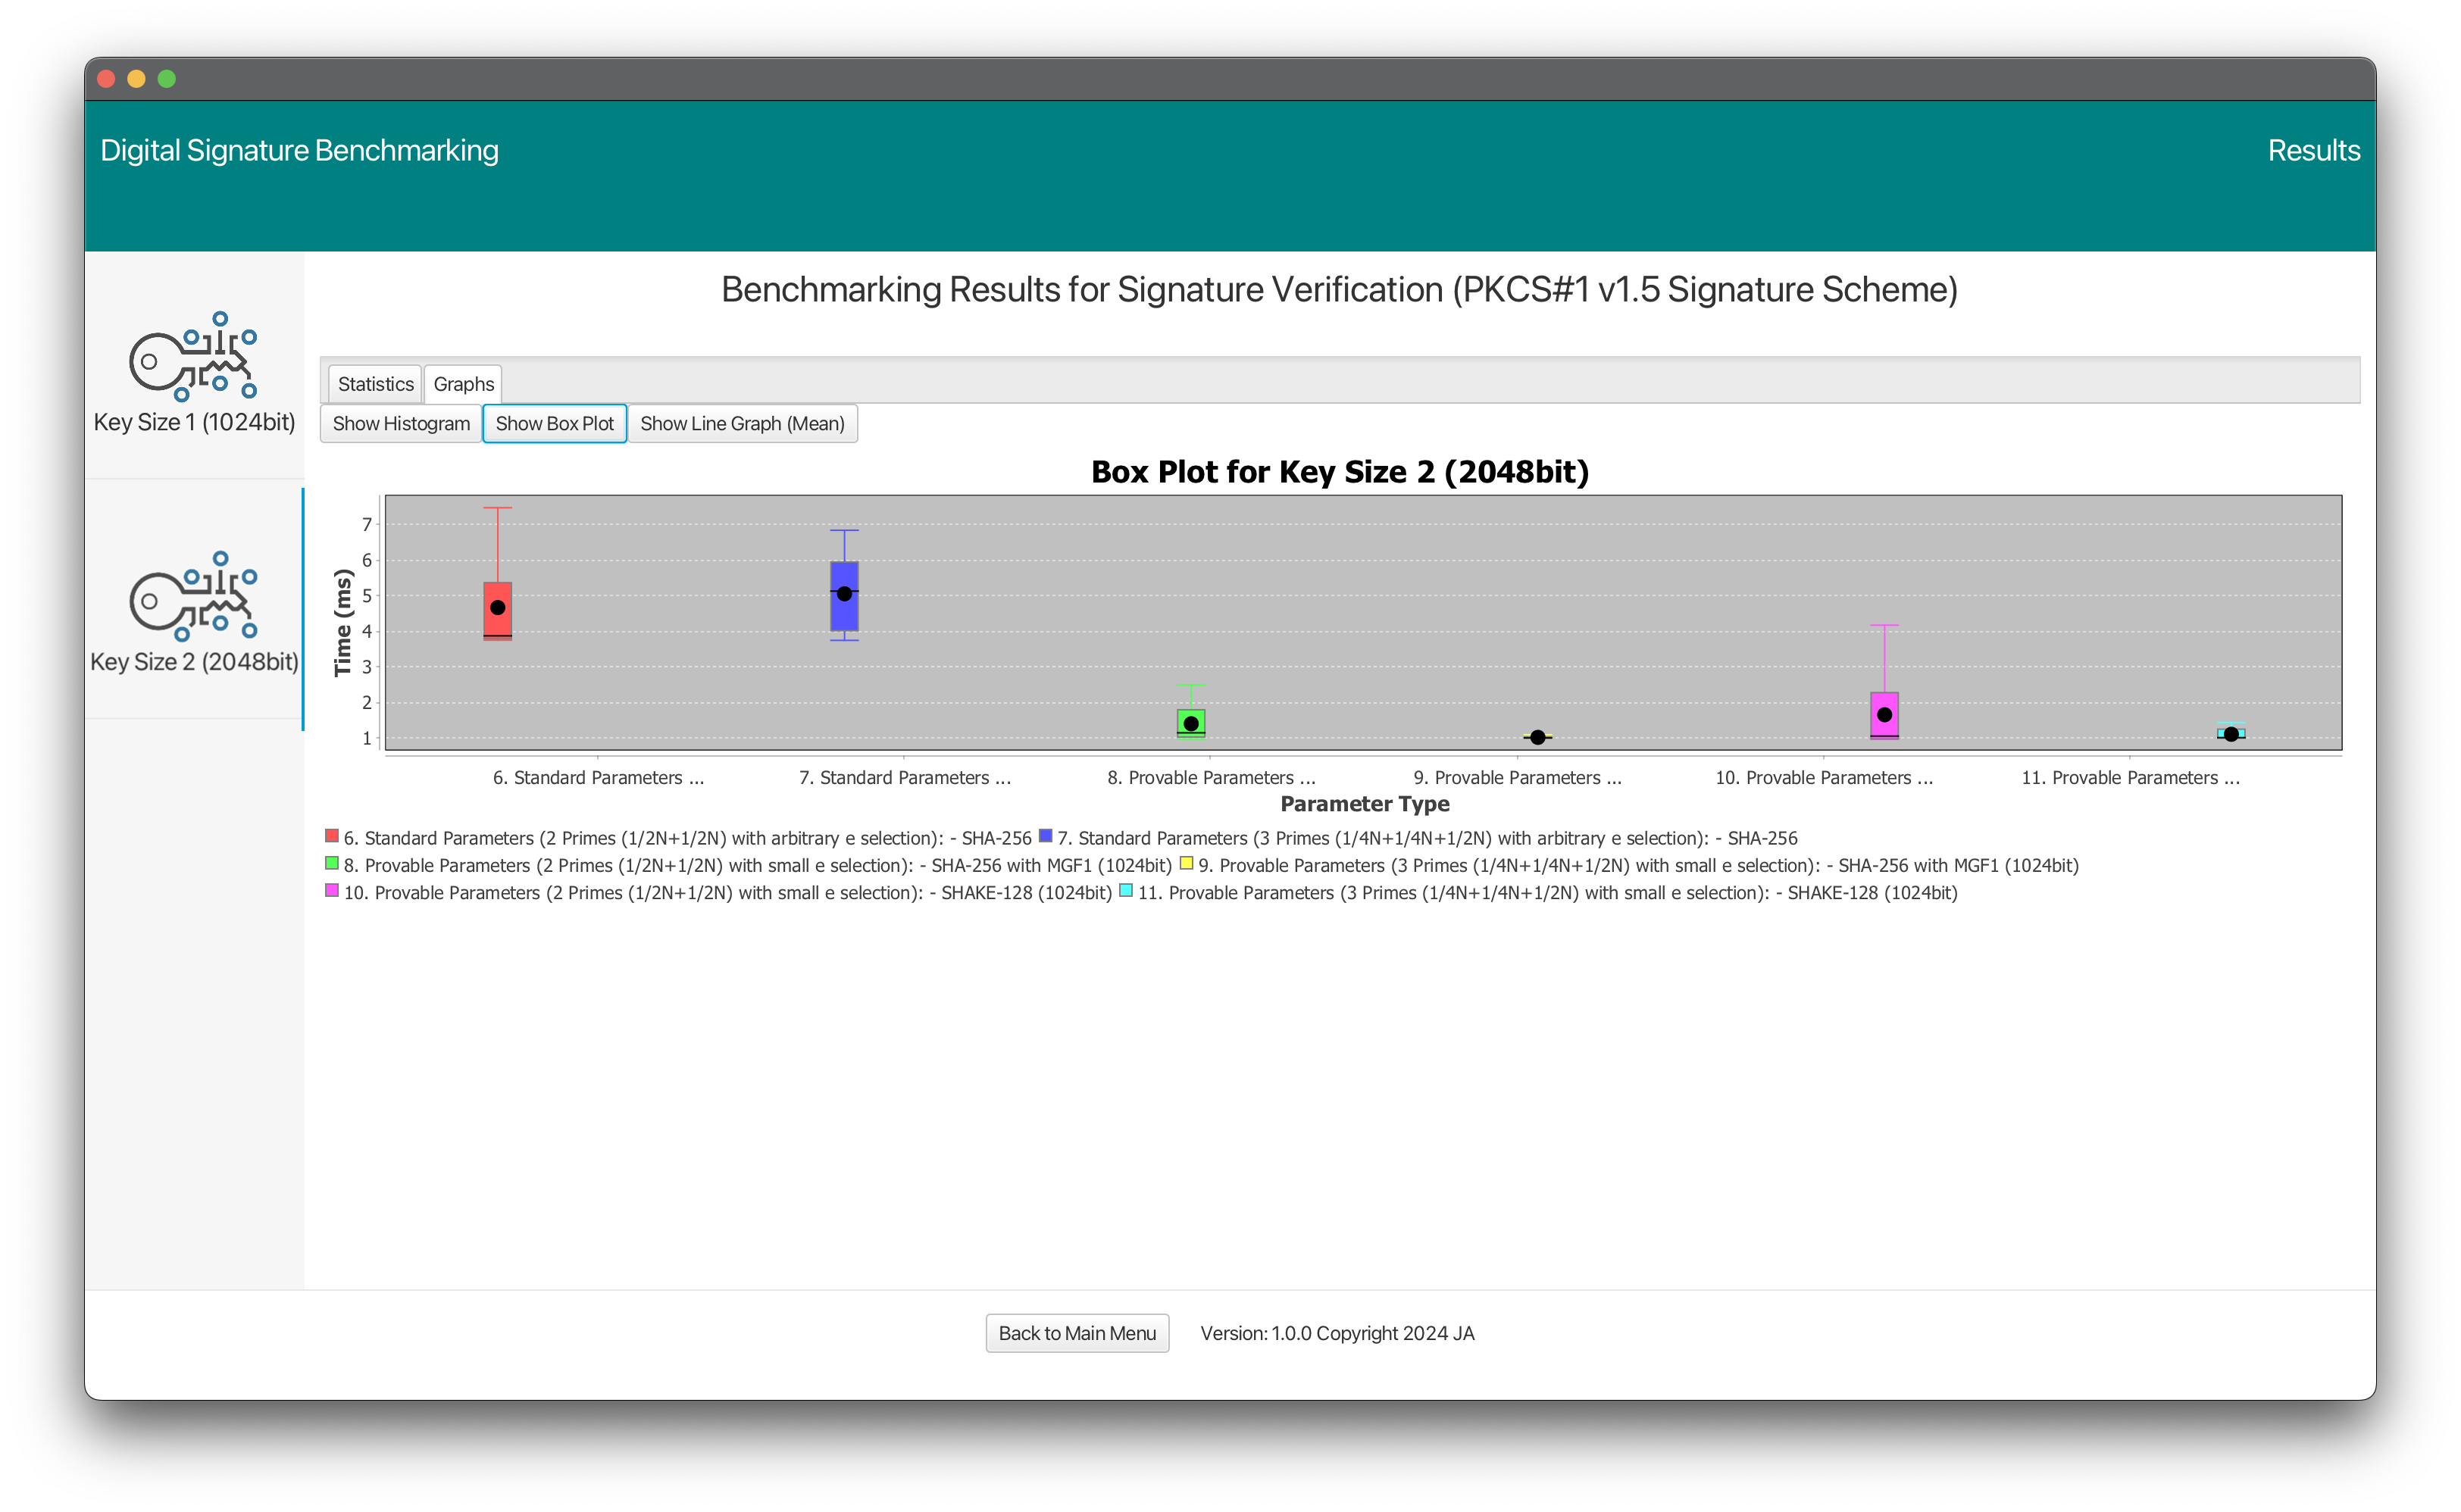 Digital Signature Benchmarking
Results
Key Size 1 (1024bit)
Key Size 2 (2048bit)
Benchmarking Results for Signature Verification (PKCS#1 v1.5 Signature Scheme)
Statistics Graphs
Show Histogram Show Box Plot Show Line Graph (Mean)
Box Plot for Key Size 2 (2048bit)
Time (ms)
7
6
5
4
3
2
1
6. Standard Parameters ... 7. Standard Parameters ... 8. Provable Parameters ... 9. Provable Parameters ... 10. Provable Parameters ... 11. Provable Parameters ...
Parameter Type
6. Standard Parameters (2 Primes (1/2N+1/2N) with arbitrary e selection): - SHA-256 7. Standard Parameters (3 Primes (1/4N+1/4N+1/2N) with arbitrary e selection): - SHA-256
8. Provable Parameters (2 Primes (1/2N+1/2N) with small e selection): - SHA-256 with MGF1 (1024bit) 9. Provable Parameters (3 Primes (1/4N+1/4N+1/2N) with small e selection): - SHA-256 with MGF1 (1024bit)
10. Provable Parameters (2 Primes (1/2N+1/2N) with small e selection): - SHAKE-128 (1024bit) 11. Provable Parameters (3 Primes (1/4N+1/4N+1/2N) with small e selection): - SHAKE-128 (1024bit)
Back to Main Menu Version: 1.0.0 Copyright 2024 JA